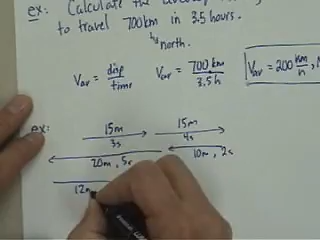 ex: Calculate the average
to travel 700km in 3.5 hours.
north.
Vav = disp/time Vav = 700 km/3.5 h Vav = 200 km/h, N
ex:
15m 15m
3s 4s
20m, 5s 10m, 2s
12m